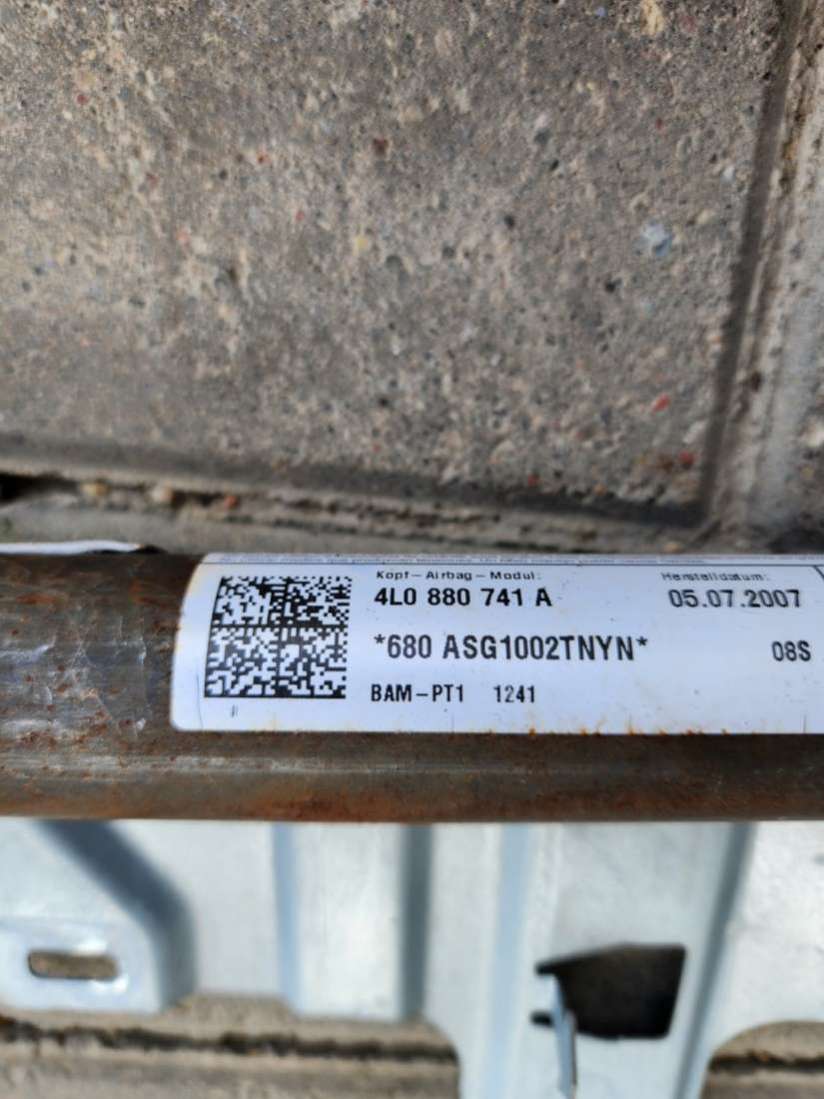 Kopf-Airbag-Modul:
Herstelldatum:
4L0 880 741 A
05.07.2007
*680 ASG1002TNYN*
08S
BAM-PT1 1241